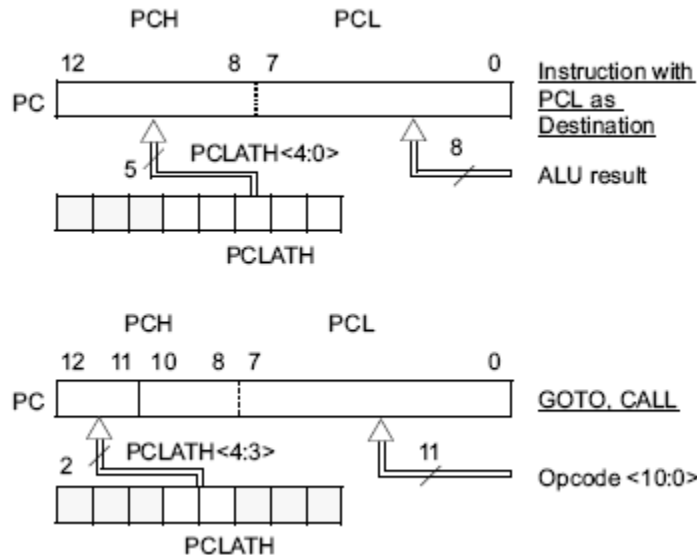 PCH PCL
12 8 7 0
Instruction with
PCL as
Destination
PC
5 PCLATH<4:0> 8
ALU result
PCLATH
PCH PCL
12 11 10 8 7 0
PC GOTO, CALL
2 PCLATH<4:3> 11
Opcode <10:0>
PCLATH